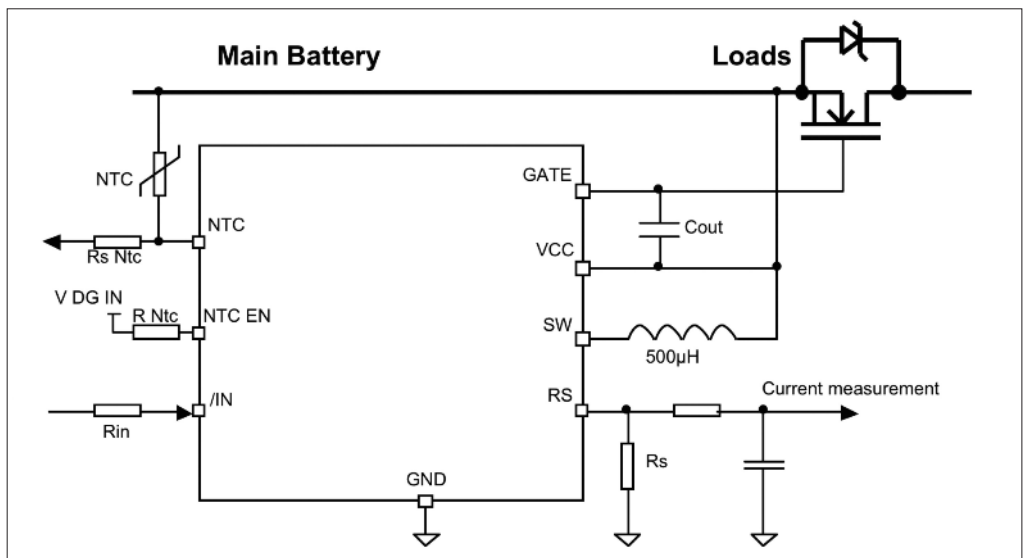 Main Battery
Loads
NTC
GATE
NTC
Cout
Rs Ntc
VCC
V DG IN
R Ntc
NTC EN
SW
500µH
RS
Current measurement
/IN
Rin
Rs
GND